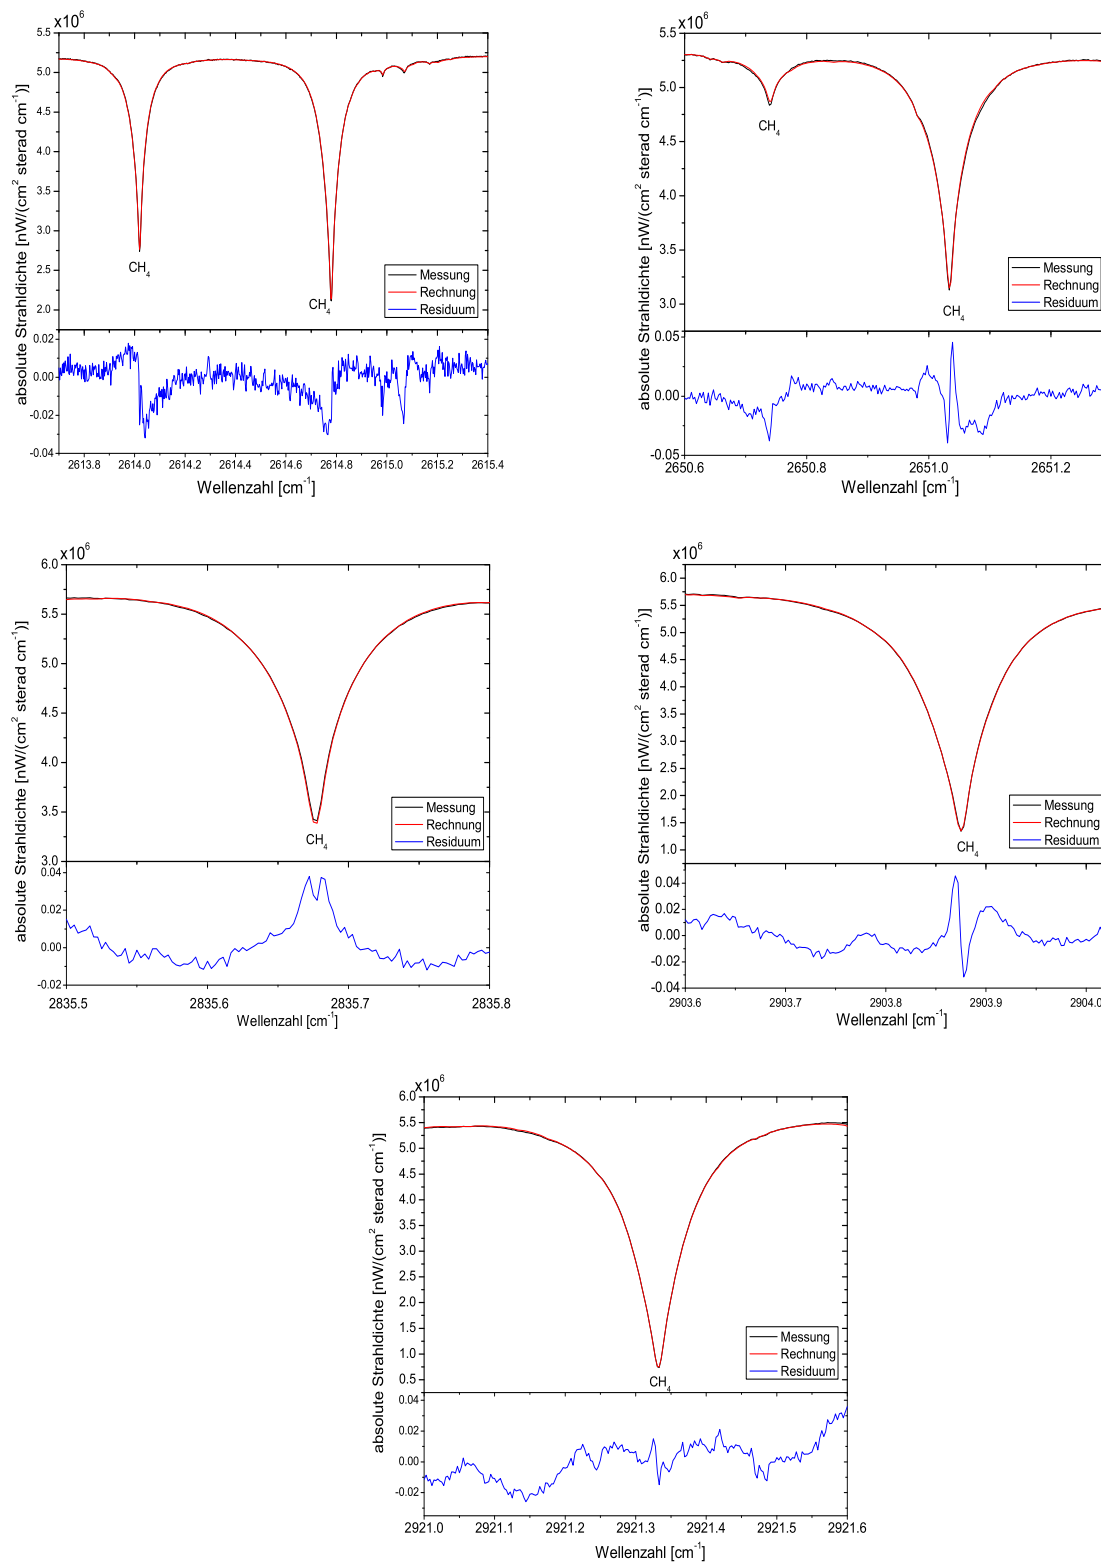 x10⁶
5.5
5.0
4.5
4.0
3.5
3.0
2.5
2.0
absolute Strahldichte [nW/(cm² sterad cm⁻¹)]
CH₄
CH₄
Messung
Rechnung
Residuum
0.02
0.00
-0.02
-0.04
2613.8 2614.0 2614.2 2614.4 2614.6 2614.8 2615.0 2615.2 2615.4
Wellenzahl [cm⁻¹]
x10⁶
5.5
5.0
4.5
4.0
3.5
3.0
absolute Strahldichte [nW/(cm² sterad cm⁻¹)]
CH₄
CH₄
Messung
Rechnung
Residuum
0.05
0.00
-0.05
2650.6 2650.8 2651.0 2651.2
Wellenzahl [cm⁻¹]
x10⁶
6.0
5.5
5.0
4.5
4.0
3.5
3.0
absolute Strahldichte [nW/(cm² sterad cm⁻¹)]
CH₄
Messung
Rechnung
Residuum
0.04
0.02
0.00
-0.02
2835.5 2835.6 2835.7 2835.8
Wellenzahl [cm⁻¹]
x10⁶
6.0
5.5
5.0
4.5
4.0
3.5
3.0
2.5
2.0
1.5
1.0
absolute Strahldichte [nW/(cm² sterad cm⁻¹)]
CH₄
Messung
Rechnung
Residuum
0.04
0.02
0.00
-0.02
-0.04
2903.6 2903.7 2903.8 2903.9 2904.0
Wellenzahl [cm⁻¹]
x10⁶
6.0
5.5
5.0
4.5
4.0
3.5
3.0
2.5
2.0
1.5
1.0
0.5
absolute Strahldichte [nW/(cm² sterad cm⁻¹)]
CH₄
Messung
Rechnung
Residuum
0.04
0.02
0.00
-0.02
2921.0 2921.1 2921.2 2921.3 2921.4 2921.5 2921.6
Wellenzahl [cm⁻¹]